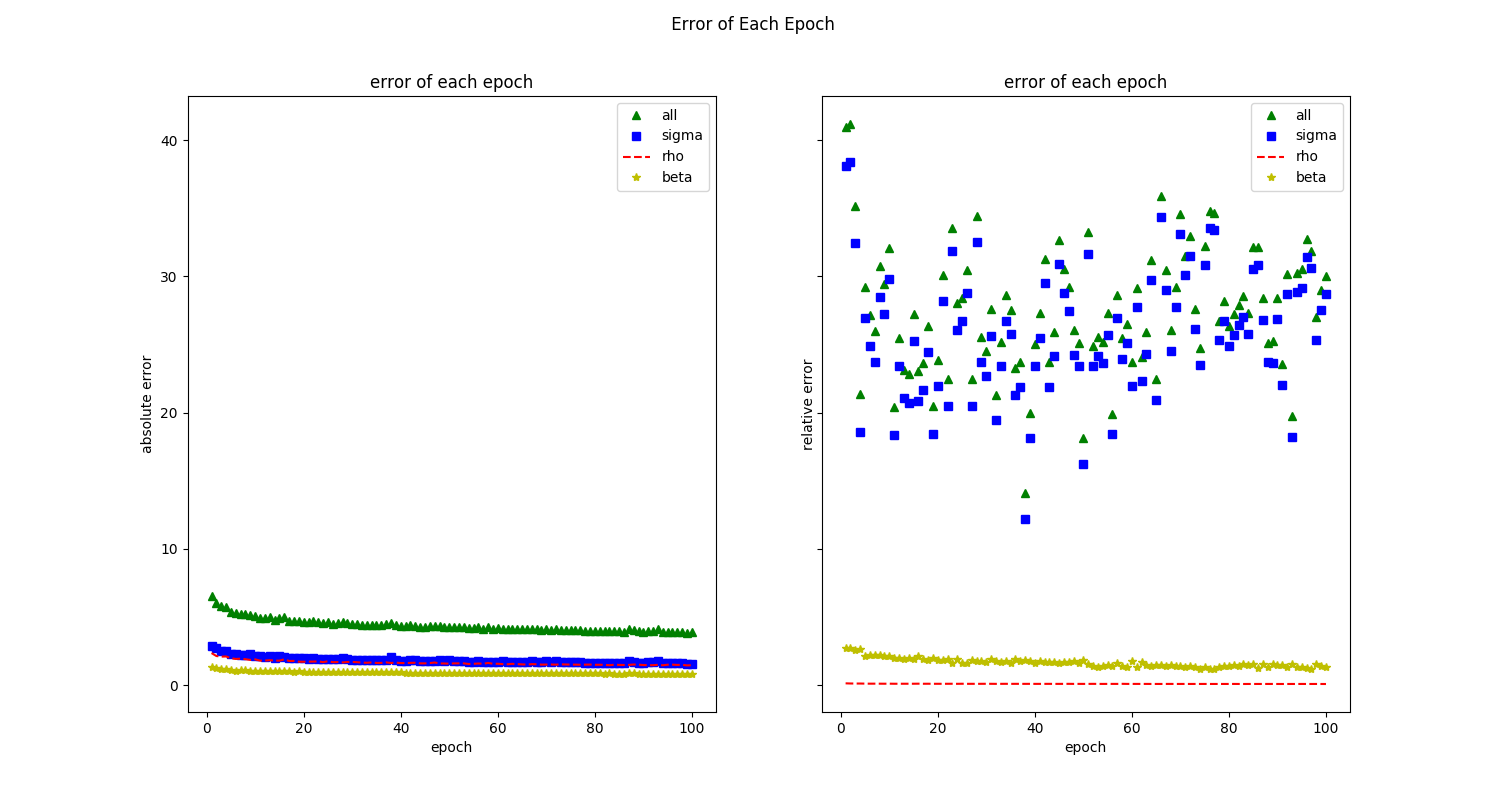 Error of Each Epoch
error of each epoch
absolute error
40
30
20
10
0
0 20 40 60 80 100
epoch
all
sigma
rho
beta
error of each epoch
relative error
0 20 40 60 80 100
epoch
all
sigma
rho
beta